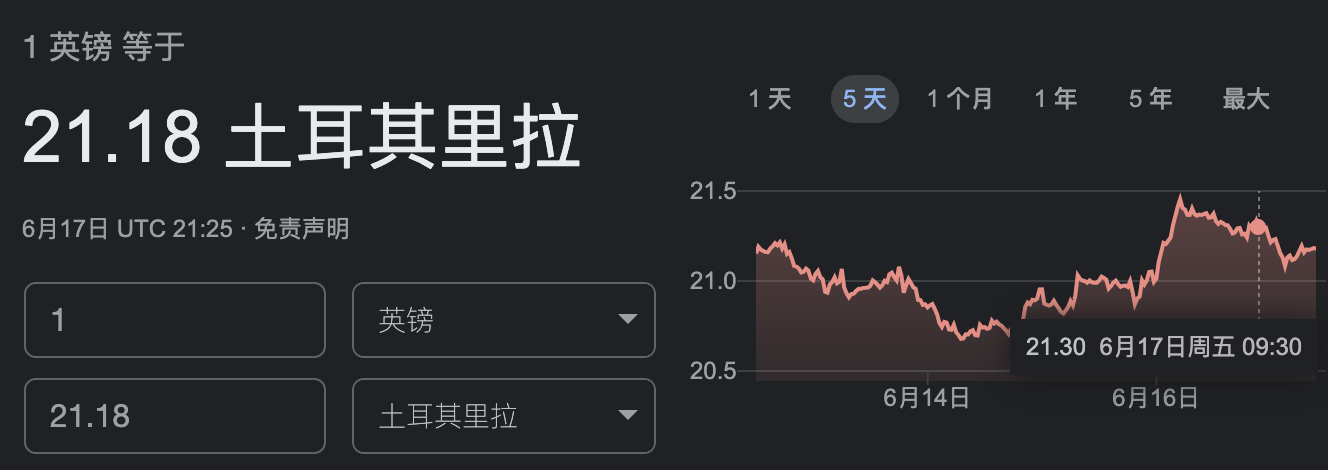 1 英镑 等于
21.18 土耳其里拉
6月17日 UTC 21:25 · 免责声明
1
英镑
21.18
土耳其里拉
1 天
5 天
1 个月
1 年
5 年
最大
21.5
21.0
20.5
21.30 6月17日周五 09:30
6月14日
6月16日